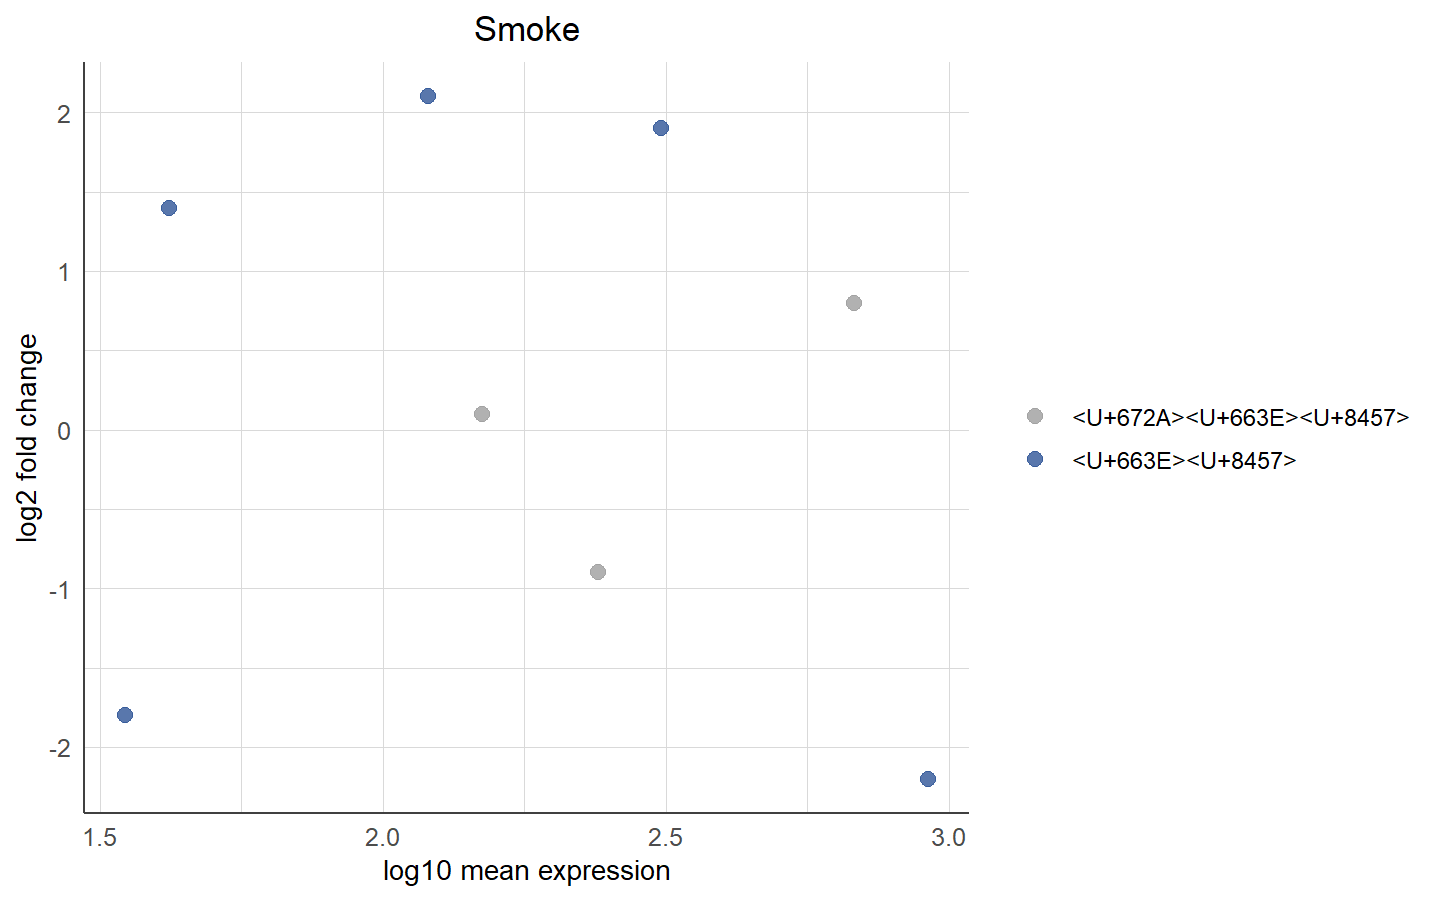 Smoke
2
1
0
-1
-2
log2 fold change
1.5 2.0 2.5 3.0
log10 mean expression
<U+672A><U+663E><U+8457>
<U+663E><U+8457>